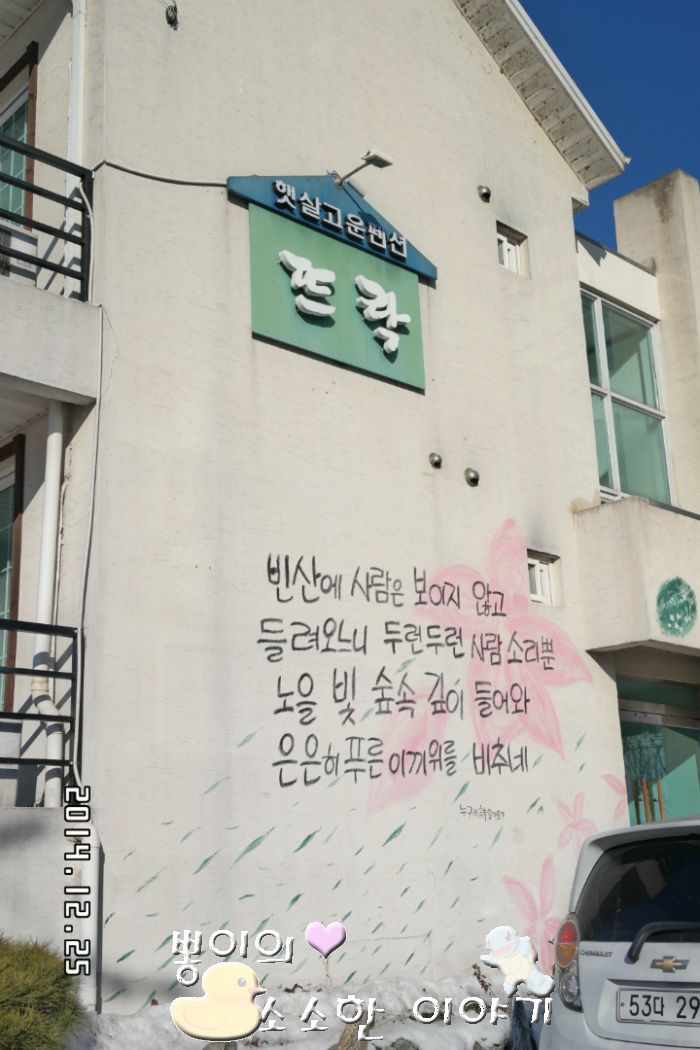 햇살고운펜션
뜨락
빈산에 사람은 보이지 않고
들려오느니 두런두런 사람 소리뿐
노을 빛 숲속 깊이 들어와
은은히 푸른 이끼위를 비추네
2014.12.25
뽕이의
소소한 이야기
CHEVROLET
53다 29